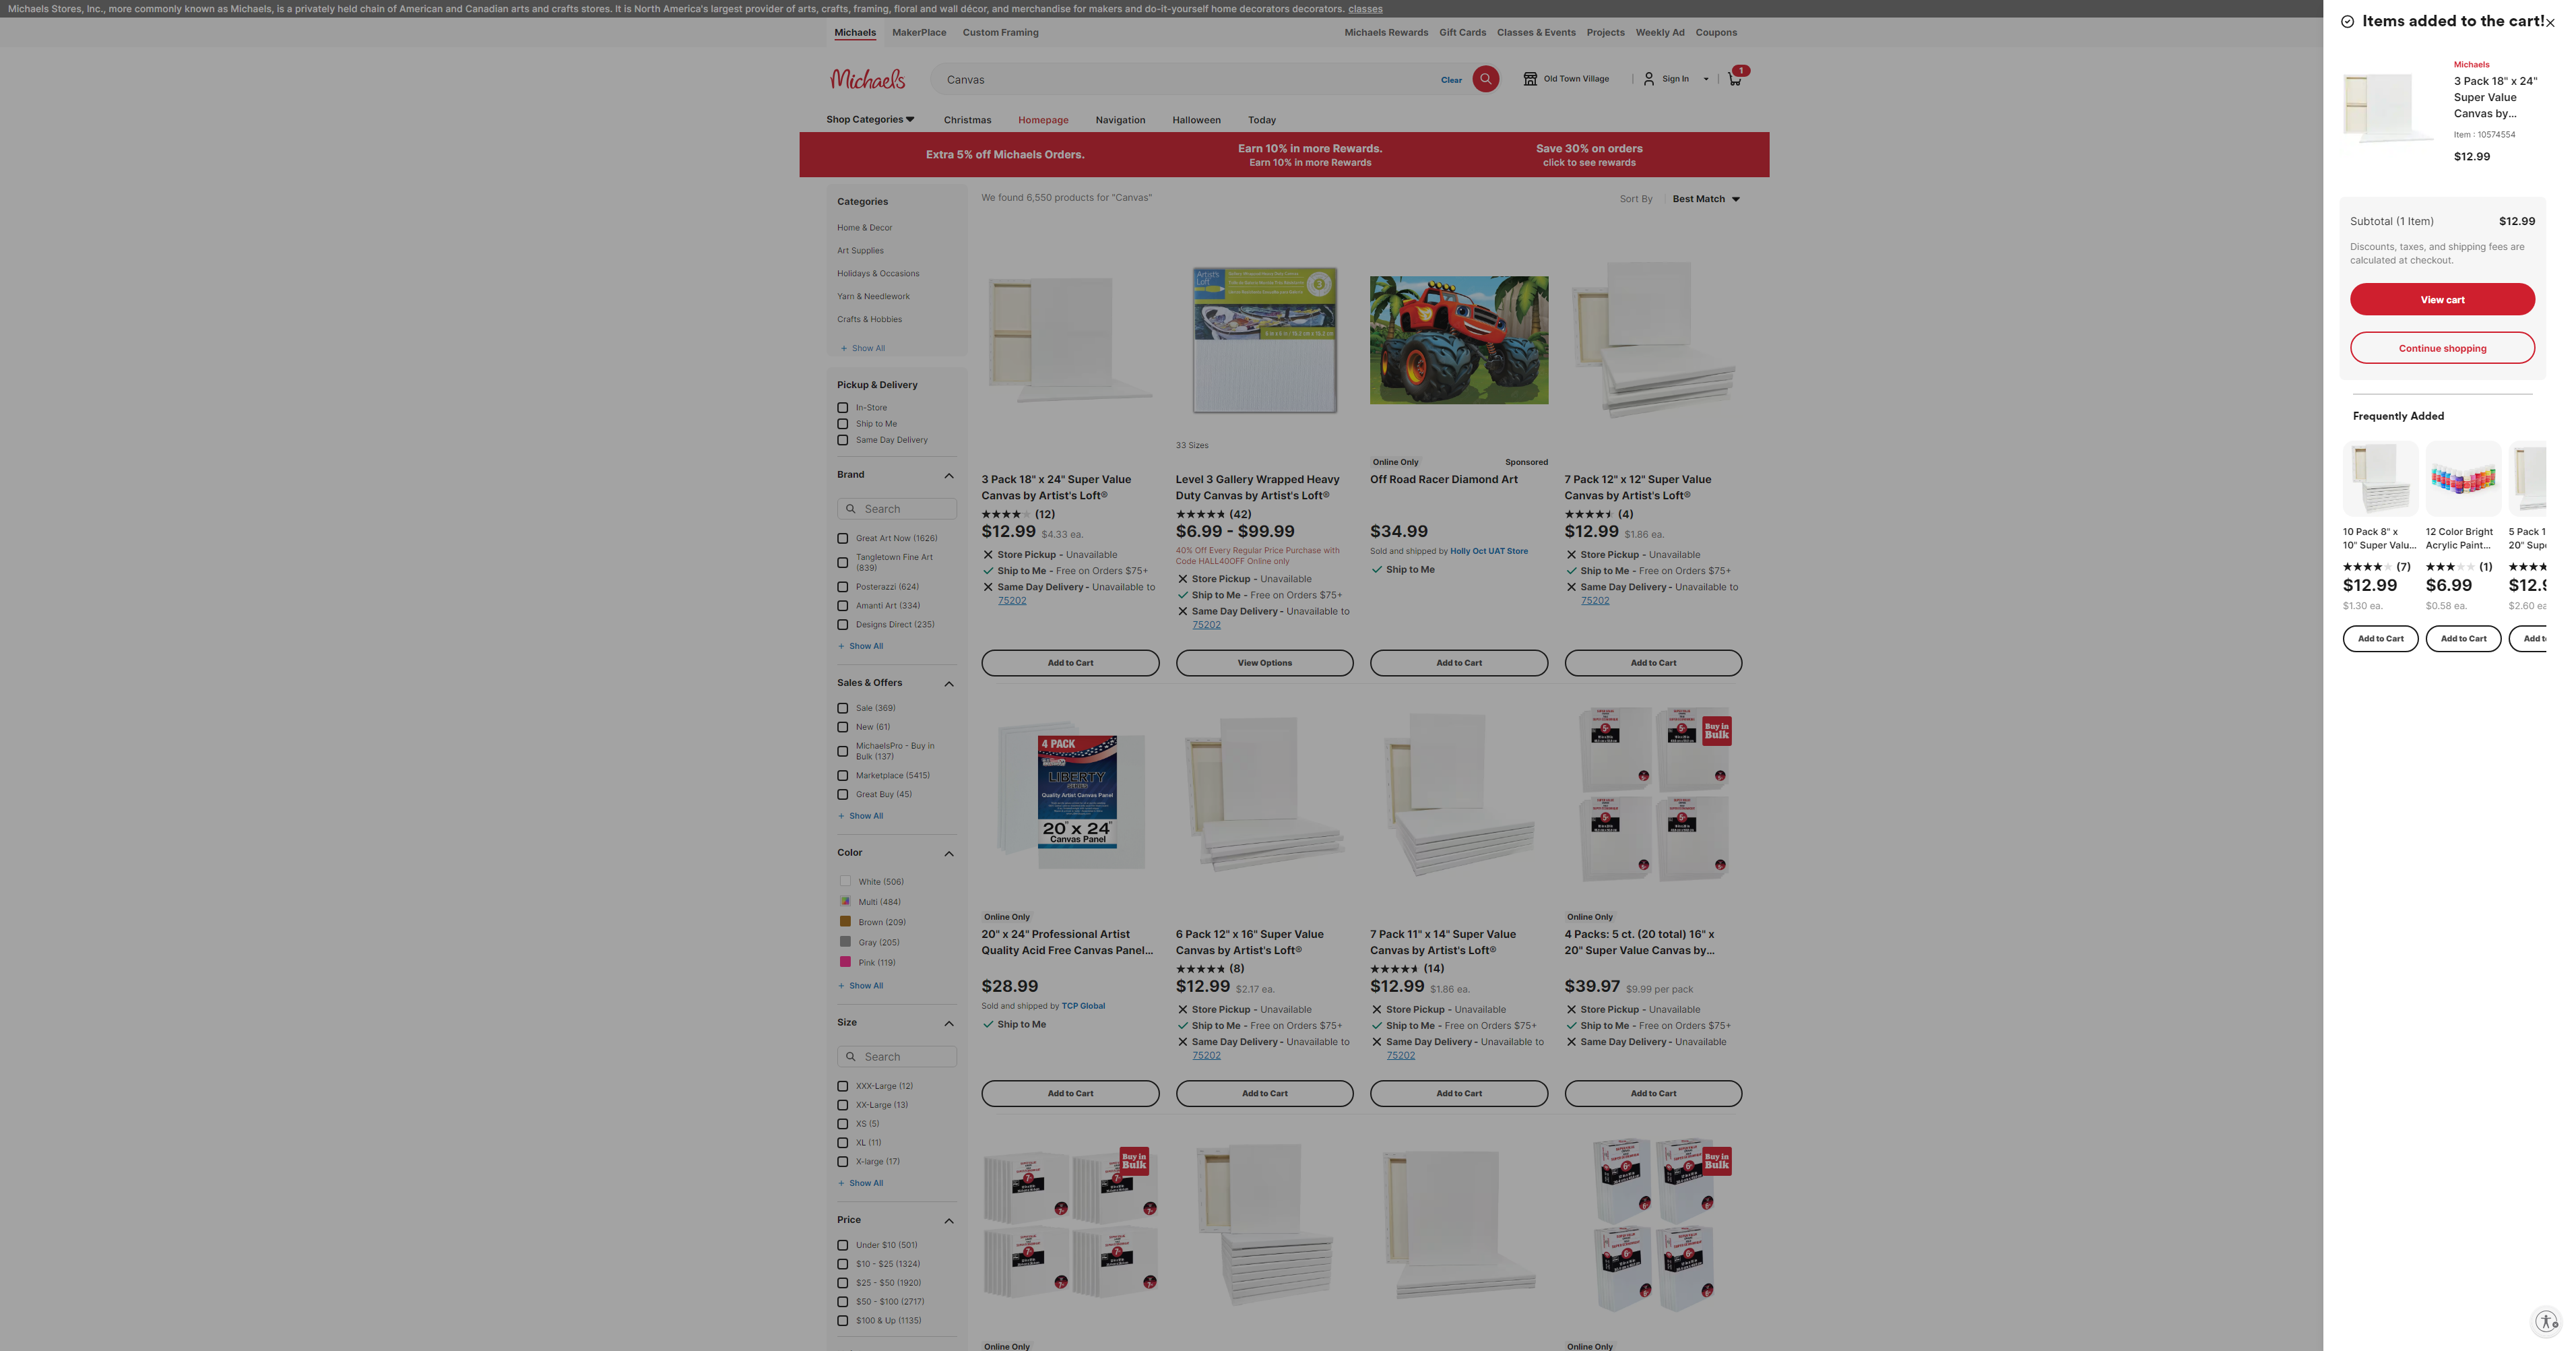 Michaels Stores, Inc., more commonly known as Michaels, is a privately held chain of American and Canadian arts and crafts stores. It is North America's largest provider of arts, crafts, framing, floral and wall décor, and merchandise for makers and do-it-yourself home decorators decorators. classes
Michaels MakerPlace Custom Framing
Michaels Rewards Gift Cards Classes & Events Projects Weekly Ad Coupons
Michaels
Canvas
Clear
Old Town Village
Sign In
1
Shop Categories Christmas Homepage Navigation Halloween Today
Extra 5% off Michaels Orders.
Earn 10% in more Rewards.
Earn 10% in more Rewards
Save 30% on orders
click to see rewards
Categories
Home & Decor
Art Supplies
Holidays & Occasions
Yarn & Needlework
Crafts & Hobbies
+ Show All
Pickup & Delivery
In-Store
Ship to Me
Same Day Delivery
Brand
Search
Great Art Now (1626)
Tangletown Fine Art
(839)
Posterazzi (624)
Amanti Art (334)
Designs Direct (235)
+ Show All
Sales & Offers
Sale (369)
New (61)
MichaelsPro - Buy in
Bulk (137)
Marketplace (5415)
Great Buy (45)
+ Show All
Color
White (506)
Multi (484)
Brown (209)
Gray (205)
Pink (119)
+ Show All
Size
Search
XXX-Large (12)
XX-Large (13)
XS (5)
XL (11)
X-large (17)
+ Show All
Price
Under $10 (501)
$10 - $25 (1324)
$25 - $50 (1920)
$50 - $100 (2717)
$100 & Up (1135)
We found 6,550 products for "Canvas"
Sort By Best Match
3 Pack 18" x 24" Super Value
Canvas by Artist's Loft®
(12)
$12.99 $4.33 ea.
Store Pickup - Unavailable
Ship to Me - Free on Orders $75+
Same Day Delivery - Unavailable to
75202
Add to Cart
Artist's
Loft
3
33 Sizes
Level 3 Gallery Wrapped Heavy
Duty Canvas by Artist's Loft®
(42)
$6.99 - $99.99
40% Off Every Regular Price Purchase with
Code HALL40OFF Online only
Store Pickup - Unavailable
Ship to Me - Free on Orders $75+
Same Day Delivery - Unavailable to
75202
View Options
Online Only Sponsored
Off Road Racer Diamond Art
$34.99
Sold and shipped by Holly Oct UAT Store
Ship to Me
Add to Cart
7 Pack 12" x 12" Super Value
Canvas by Artist's Loft®
(4)
$12.99 $1.86 ea.
Store Pickup - Unavailable
Ship to Me - Free on Orders $75+
Same Day Delivery - Unavailable to
75202
Add to Cart
4 PACK
LIBERTY
Quality Artist Canvas Panel
20" x 24"
Canvas Panel
Online Only
20" x 24" Professional Artist
Quality Acid Free Canvas Panel...
$28.99
Sold and shipped by TCP Global
Ship to Me
Add to Cart
6 Pack 12" x 16" Super Value
Canvas by Artist's Loft®
(8)
$12.99 $2.17 ea.
Store Pickup - Unavailable
Ship to Me - Free on Orders $75+
Same Day Delivery - Unavailable to
75202
Add to Cart
7 Pack 11" x 14" Super Value
Canvas by Artist's Loft®
(14)
$12.99 $1.86 ea.
Store Pickup - Unavailable
Ship to Me - Free on Orders $75+
Same Day Delivery - Unavailable to
75202
Add to Cart
Buy in
Bulk
Online Only
4 Packs: 5 ct. (20 total) 16" x
20" Super Value Canvas by...
$39.97 $9.99 per pack
Store Pickup - Unavailable
Ship to Me - Free on Orders $75+
Same Day Delivery - Unavailable
Add to Cart
Buy in
Bulk
Online Only
Buy in
Bulk
Online Only
Items added to the cart!
Michaels
3 Pack 18" x 24"
Super Value
Canvas by...
Item : 10574554
$12.99
Subtotal (1 Item) $12.99
Discounts, taxes, and shipping fees are
calculated at checkout.
View cart
Continue shopping
Frequently Added
10 Pack 8" x
10" Super Valu...
(7)
$12.99
$1.30 ea.
Add to Cart
12 Color Bright
Acrylic Paint...
(1)
$6.99
$0.58 ea.
Add to Cart
5 Pack 1
20" Sup
$12.9
$2.60 ea
Add t